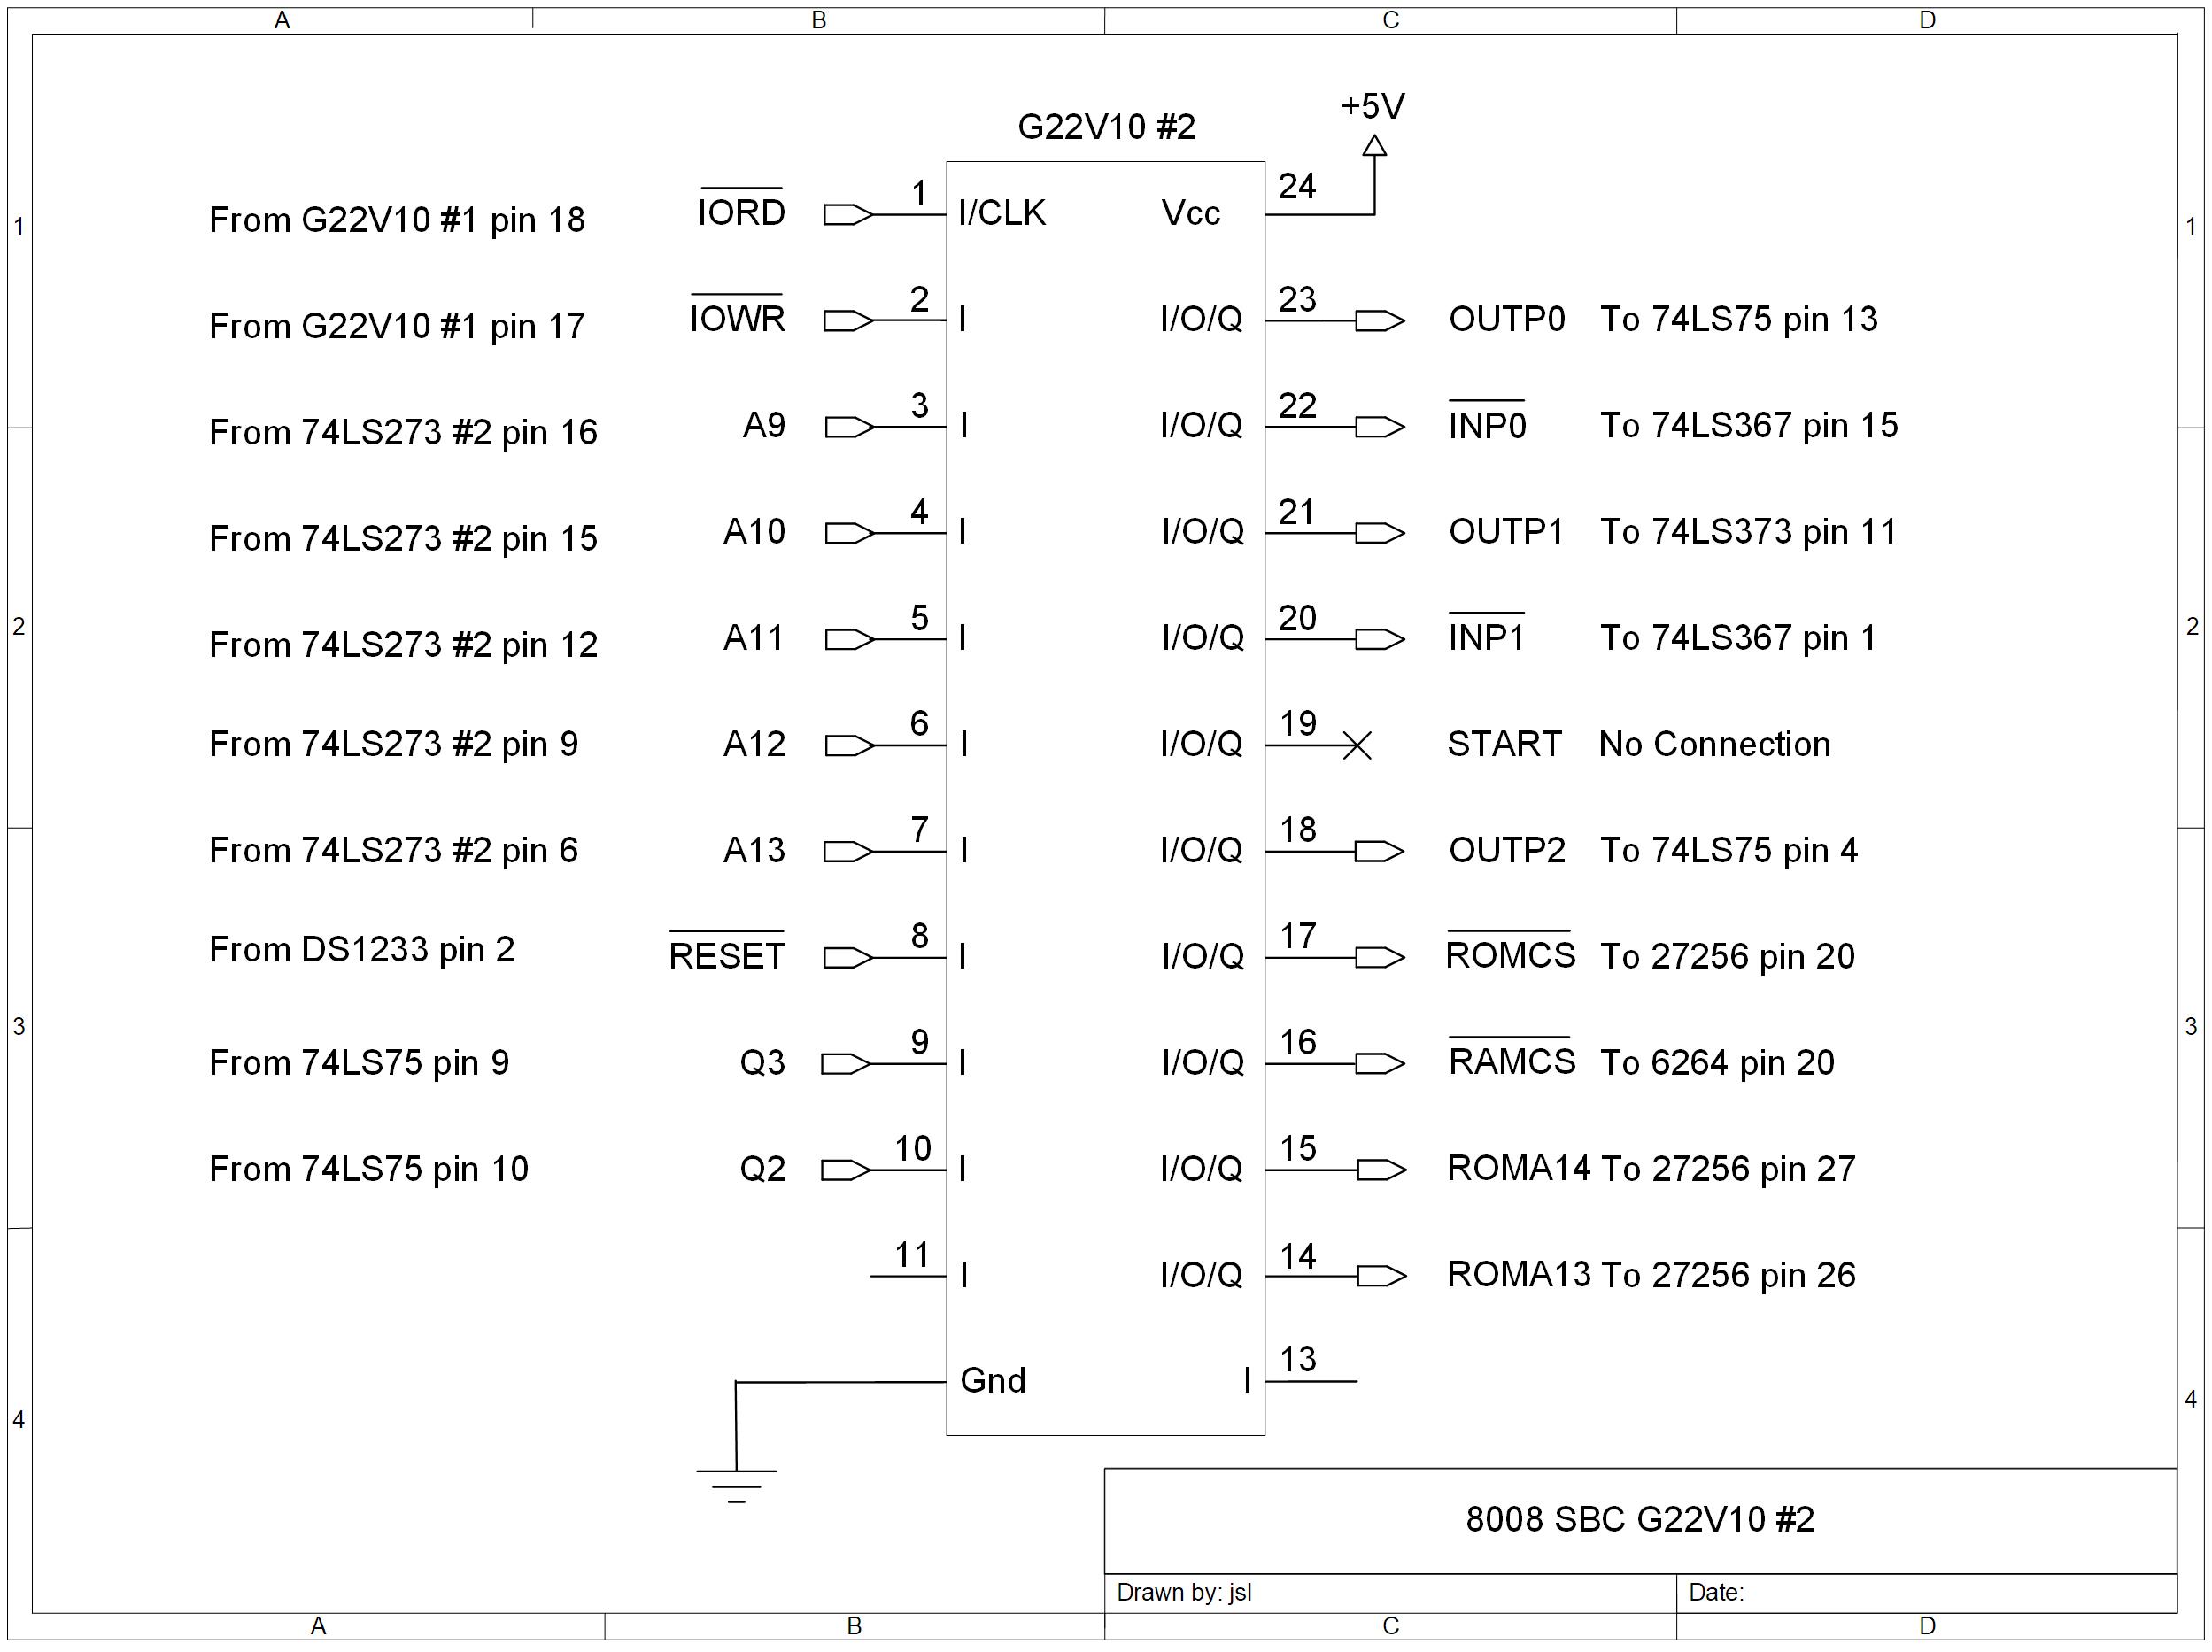 A B C D
+5V
G22V10 #2
From G22V10 #1 pin 18 IORD 1 I/CLK Vcc 24
1 1
From G22V10 #1 pin 17 IOWR 2 I I/O/Q 23 OUTP0 To 74LS75 pin 13
From 74LS273 #2 pin 16 A9 3 I I/O/Q 22 INP0 To 74LS367 pin 15
From 74LS273 #2 pin 15 A10 4 I I/O/Q 21 OUTP1 To 74LS373 pin 11
2 2
From 74LS273 #2 pin 12 A11 5 I I/O/Q 20 INP1 To 74LS367 pin 1
From 74LS273 #2 pin 9 A12 6 I I/O/Q 19 START No Connection
From 74LS273 #2 pin 6 A13 7 I I/O/Q 18 OUTP2 To 74LS75 pin 4
From DS1233 pin 2 RESET 8 I I/O/Q 17 ROMCS To 27256 pin 20
3 3
From 74LS75 pin 9 Q3 9 I I/O/Q 16 RAMCS To 6264 pin 20
From 74LS75 pin 10 Q2 10 I I/O/Q 15 ROMA14 To 27256 pin 27
11 I I/O/Q 14 ROMA13 To 27256 pin 26
Gnd I 13
4 4
8008 SBC G22V10 #2
Drawn by: jsl Date:
A B C D